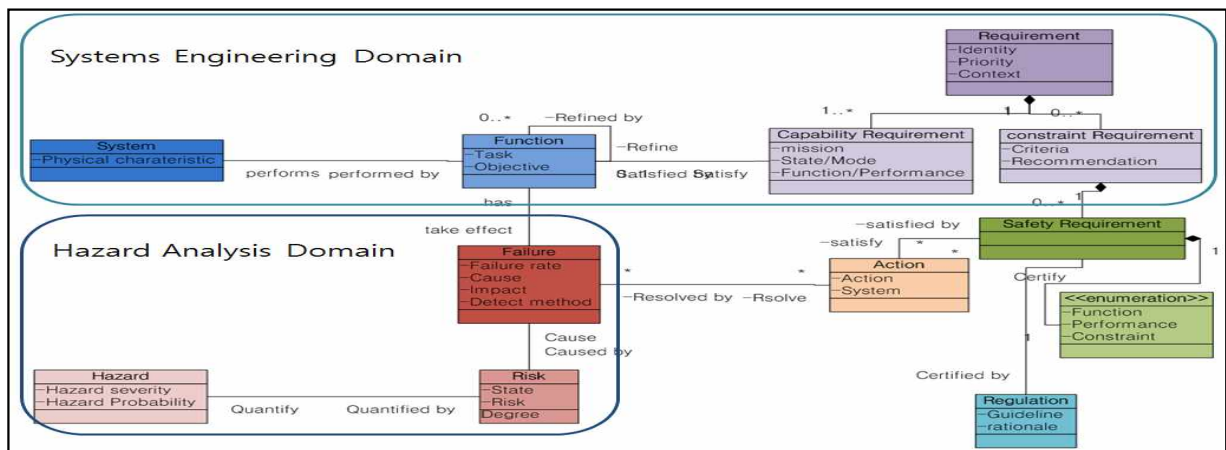 Systems Engineering Domain
Requirement
-Identity
-Priority
-Context
1..*
1
0..*
0..*
-Refined by
-Refine
System
-Physical charateristic
performs
performed by
Function
-Task
-Objective
Satisfied By
Satisfy
Capability Requirement
-mission
-State/Mode
-Function/Performance
constraint Requirement
-Criteria
-Recommendation
has
take effect
0..*
1
Hazard Analysis Domain
Failure
-Failure rate
-Cause
-Impact
-Detect method
*
*
-Resolved by
-Rsolve
-satisfied by
-satisfy
*
*
Action
-Action
-System
Safety Requirement
1
Certify
<<enumeration>>
-Function
-Performance
-Constraint
1
Cause
Caused by
Certified by
Hazard
-Hazard severity
-Hazard Probability
Quantify
Quantified by
Risk
-State
-Risk
Degree
Regulation
-Guideline
-rationale